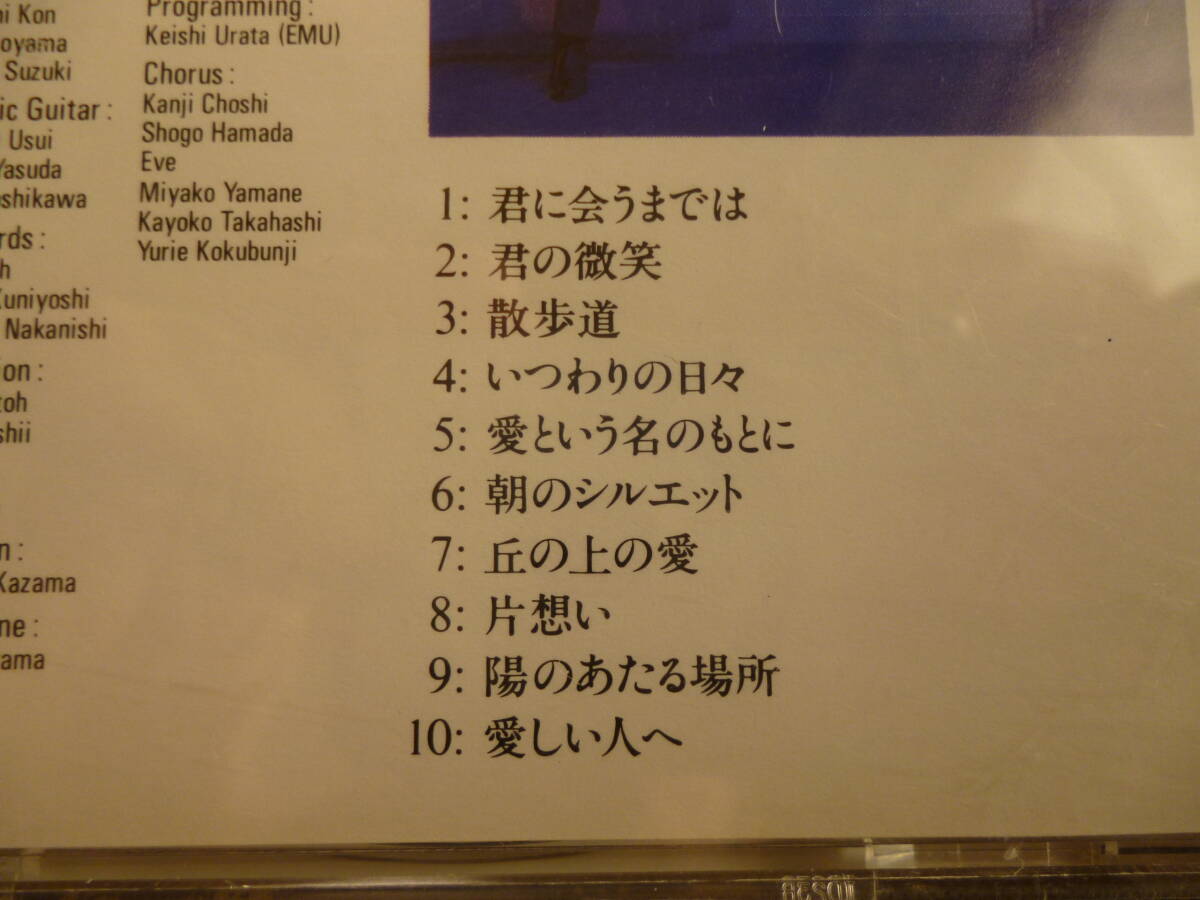 Kon
oyama
Suzuki
ic Guitar :
Usui
Yasuda
shikawa
rds :
h
Kuniyoshi
Nakanishi
ion :
toh
shii
n :
Kazama
ne :
ama
Programming :
Keishi Urata (EMU)
Chorus :
Kanji Choshi
Shogo Hamada
Eve
Miyako Yamane
Kayoko Takahashi
Yurie Kokubunji
1: 君に会うまでは
2: 君の微笑
3: 散歩道
4: いつわりの日々
5: 愛という名のもとに
6: 朝のシルエット
7: 丘の上の愛
8: 片想い
9: 陽のあたる場所
10: 愛しい人へ